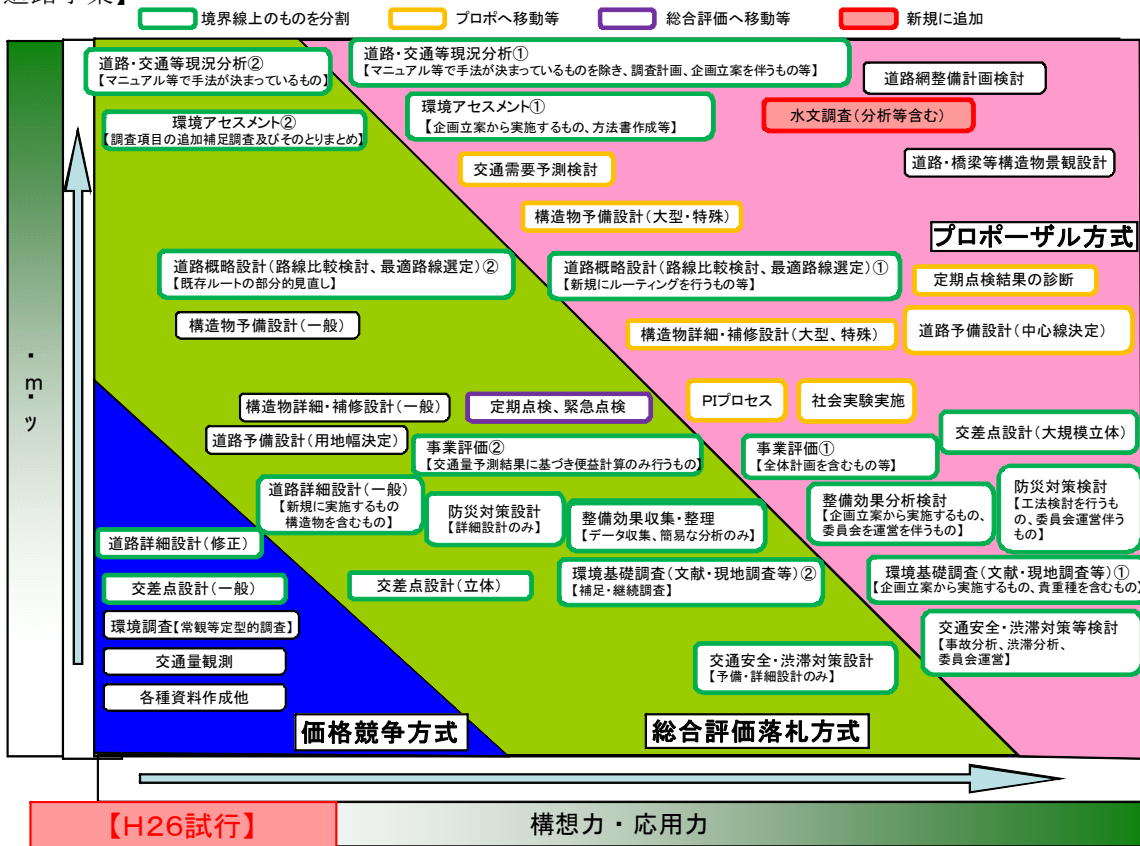 道路事業】
境界線上のものを分割
プロポへ移動等
総合評価へ移動等
新規に追加
道路・交通等現況分析②
【マニュアル等で手法が決まっているもの】
道路・交通等現況分析①
【マニュアル等で手法が決まっているものを除き、調査計画、企画立案を伴うもの等】
道路網整備計画検討
環境アセスメント②
【調査項目の追加補足調査及びそのとりまとめ】
環境アセスメント①
【企画立案から実施するもの、方法書作成等】
水文調査(分析等含む)
交通需要予測検討
道路・橋梁等構造物景観設計
構造物予備設計(大型・特殊)
プロポーザル方式
道路概略設計(路線比較検討、最適路線選定)②
【既存ルートの部分的見直し】
道路概略設計(路線比較検討、最適路線選定)①
【新規にルーティングを行うもの等】
定期点検結果の診断
構造物予備設計(一般)
構造物詳細・補修設計(大型、特殊)
道路予備設計(中心線決定)
・
m
・
ッ
構造物詳細・補修設計(一般)
定期点検、緊急点検
PIプロセス
社会実験実施
道路予備設計(用地幅決定)
事業評価②
【交通量予測結果に基づき便益計算のみ行うもの】
事業評価①
【全体計画を含むもの等】
交差点設計(大規模立体)
道路詳細設計(一般)
【新規に実施するもの
構造物を含むもの】
防災対策設計
【詳細設計のみ】
整備効果収集・整理
【データ収集、簡易な分析のみ】
整備効果分析検討
【企画立案から実施するもの、
委員会を運営を伴うもの】
防災対策検討
【工法検討を行うも
の、委員会運営伴う
もの】
道路詳細設計(修正)
交差点設計(一般)
交差点設計(立体)
環境基礎調査(文献・現地調査等)②
【補足・継続調査】
環境基礎調査(文献・現地調査等)①
【企画立案から実施するもの、貴重種を含むもの】
環境調査【常観等定型的調査】
交通量観測
各種資料作成他
交通安全・渋滞対策設計
【予備・詳細設計のみ】
交通安全・渋滞対策等検討
【事故分析、渋滞分析、
委員会運営】
価格競争方式
総合評価落札方式
【H26試行】
構想力・応用力